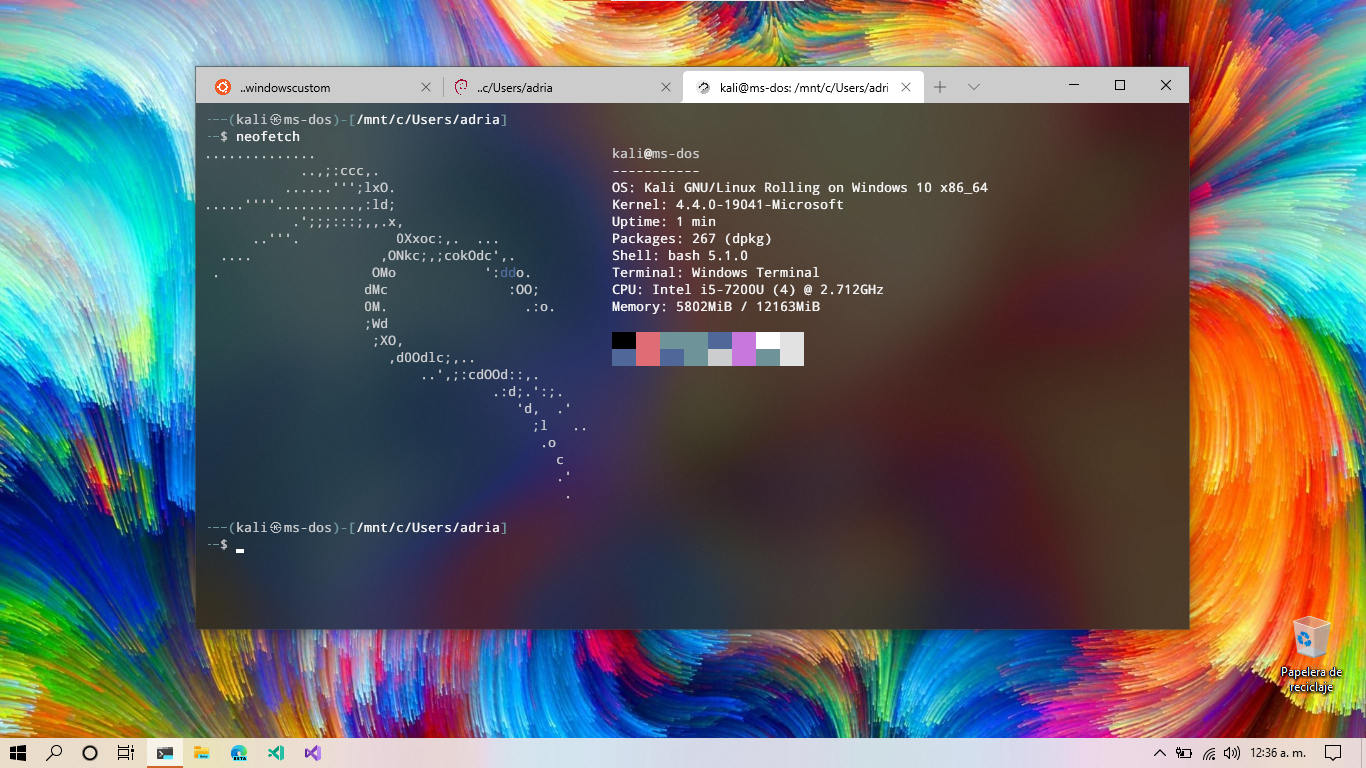 ..windowscustom
..c/Users/adria
kali@ms-dos: /mnt/c/Users/adri
---(kali㉿ms-dos)-[/mnt/c/Users/adria]
--$ neofetch
..............
            ..,;:ccc,.
          ......''';lxO.
.....''''..........,:ld;
           .';;;:::;,,.x,
      ..'''.            0Xxoc:,.  ...
  ....                ,ONkc;,;cokOdc',.
 .                   OMo           ':ddo.
                    dMc               :OO;
                    0M.                 .:o.
                    ;Wd
                     ;XO,
                       ,d0Odlc;,..
                           ..',;:cdOOd::,.
                                    .:d;.':;.
                                       'd,  .'
                                         ;l   ..
                                          .o
                                            c
                                            .'
                                             .
kali@ms-dos
-----------
OS: Kali GNU/Linux Rolling on Windows 10 x86_64
Kernel: 4.4.0-19041-Microsoft
Uptime: 1 min
Packages: 267 (dpkg)
Shell: bash 5.1.0
Terminal: Windows Terminal
CPU: Intel i5-7200U (4) @ 2.712GHz
Memory: 5802MiB / 12163MiB
---(kali㉿ms-dos)-[/mnt/c/Users/adria]
--$
Papelera de
reciclaje
BETA
12:36 a. m.